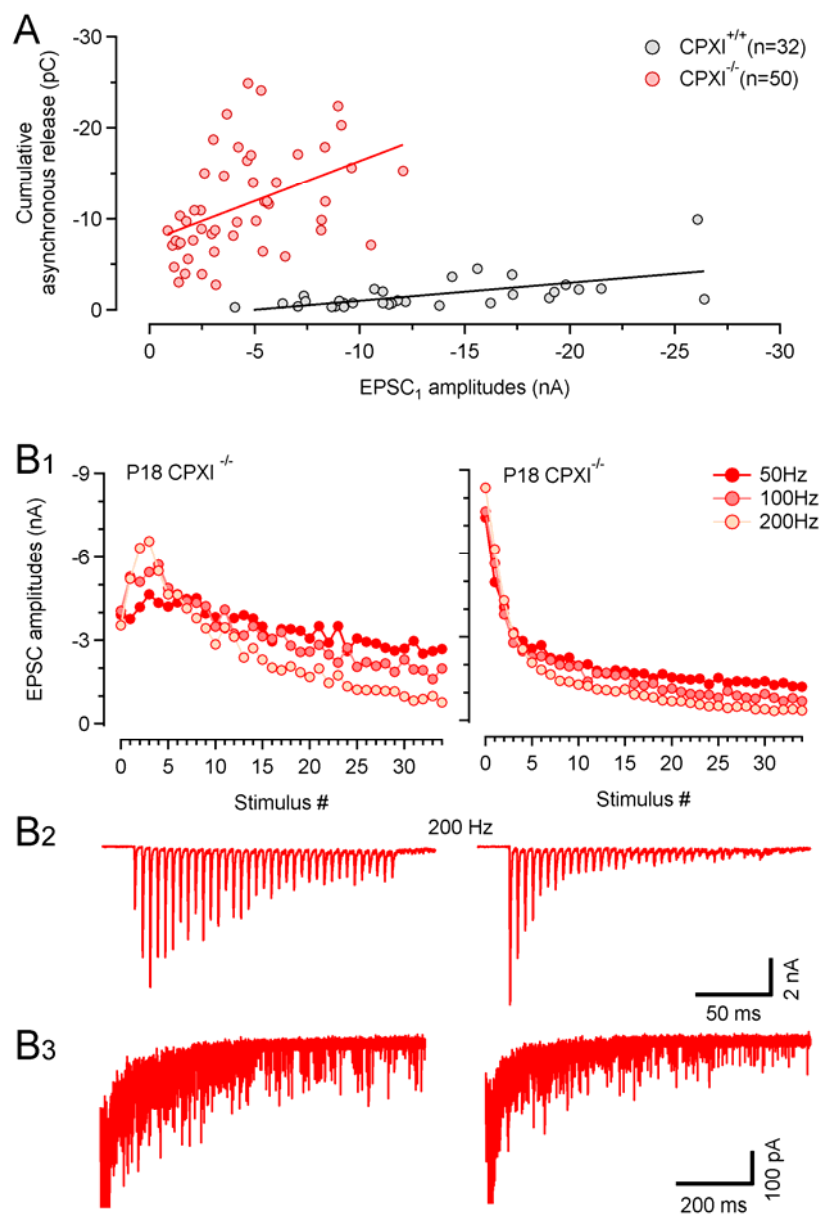 A
CPXI+/+(n=32)
CPXI-/-(n=50)
Cumulative
asynchronous release (pC)
-30
-20
-10
0
0 -5 -10 -15 -20 -25 -30
EPSC1 amplitudes (nA)
B1
P18 CPXI -/-
P18 CPXI -/-
50Hz
100Hz
200Hz
EPSC amplitudes (nA)
-9
-6
-3
0
0 5 10 15 20 25 30
0 5 10 15 20 25 30
Stimulus #
Stimulus #
B2
200 Hz
2 nA
50 ms
B3
100 pA
200 ms